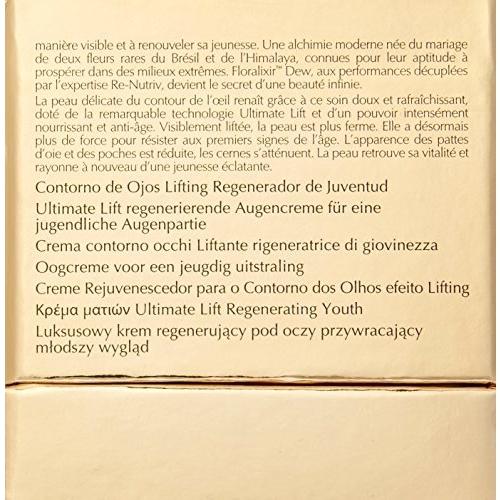 manière visible et à renouveler sa jeunesse. Une alchimie moderne née du mariage
de deux fleurs rares du Brésil et de l'Himalaya, connues pour leur aptitude à
prospérer dans des milieux extrêmes. Floralixir™ Dew, aux performances décuplées
par l'expertise Re-Nutriv, devient le secret d'une beauté infinie.
La peau délicate du contour de l'œil renaît grâce à ce soin doux et rafraîchissant,
doté de la remarquable technologie Ultimate Lift et d'un pouvoir intensément
nourrissant et anti-âge. Visiblement liftée, la peau est plus ferme. Elle a désormais
plus de force pour résister aux premiers signes de l'âge. L'apparence des pattes
d'oie et des poches est réduite, les cernes s'atténuent. La peau retrouve sa vitalité et
rayonne à nouveau d'une jeunesse éclatante.
Contorno de Ojos Lifting Regenerador de Juventud
Ultimate Lift regenerierende Augencreme für eine
jugendliche Augenpartie
Crema contorno occhi Liftante rigeneratrice di giovinezza
Oogcreme voor een jeugdig uitstraling
Creme Rejuvenescedor para o Contorno dos Olhos efeito Lifting
Κρέμα ματιών Ultimate Lift Regenerating Youth
Luksusowy krem regenerujący pod oczy przywracający
młodszy wygląd